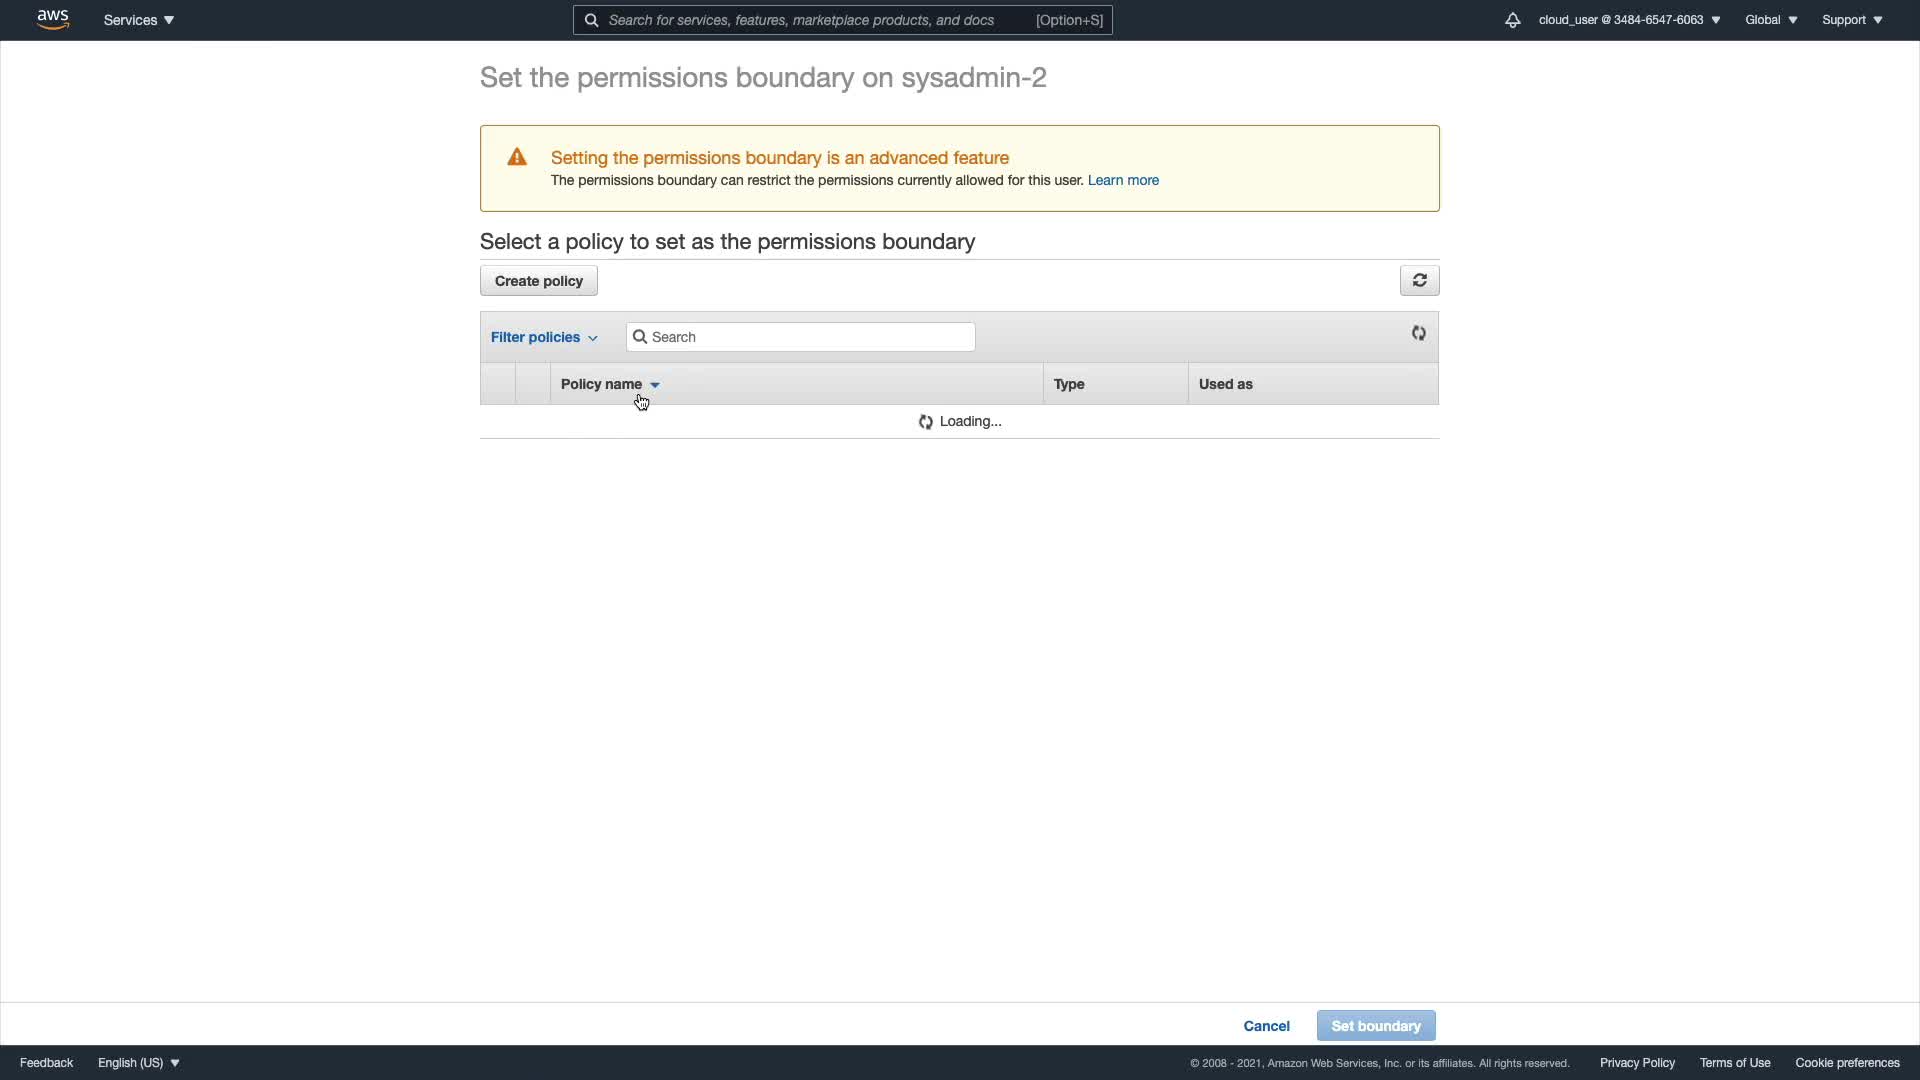 aws Services Search for services, features, marketplace products, and docs [Option+S] cloud_user @ 3484-6547-6063 Global Support
Set the permissions boundary on sysadmin-2
Setting the permissions boundary is an advanced feature
The permissions boundary can restrict the permissions currently allowed for this user. Learn more
Select a policy to set as the permissions boundary
Create policy
Filter policies Search
Policy name Type Used as
Loading...
Cancel Set boundary
Feedback English (US) © 2008 - 2021, Amazon Web Services, Inc. or its affiliates. All rights reserved. Privacy Policy Terms of Use Cookie preferences